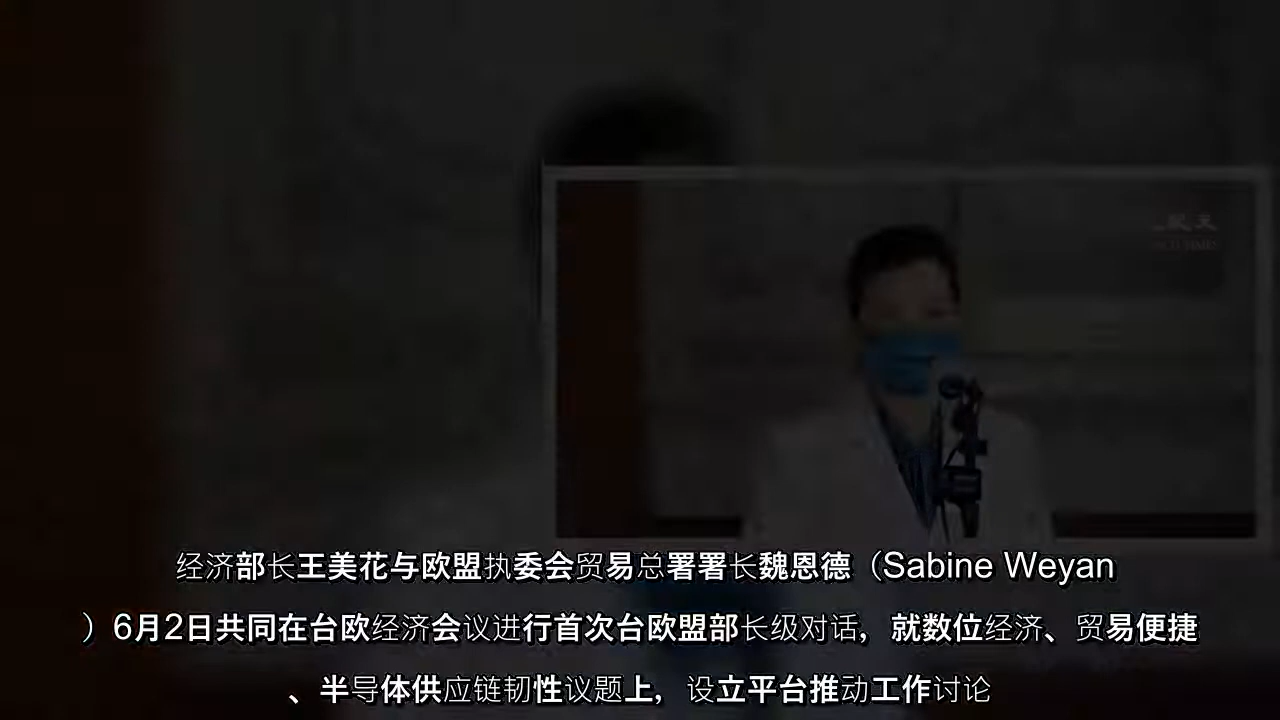 经济部长王美花与欧盟执委会贸易总署署长魏恩德（Sabine Weyan
）6月2日共同在台欧经济会议进行首次台欧盟部长级对话，就数位经济、贸易便捷
、半导体供应链韧性议题上，设立平台推动工作讨论